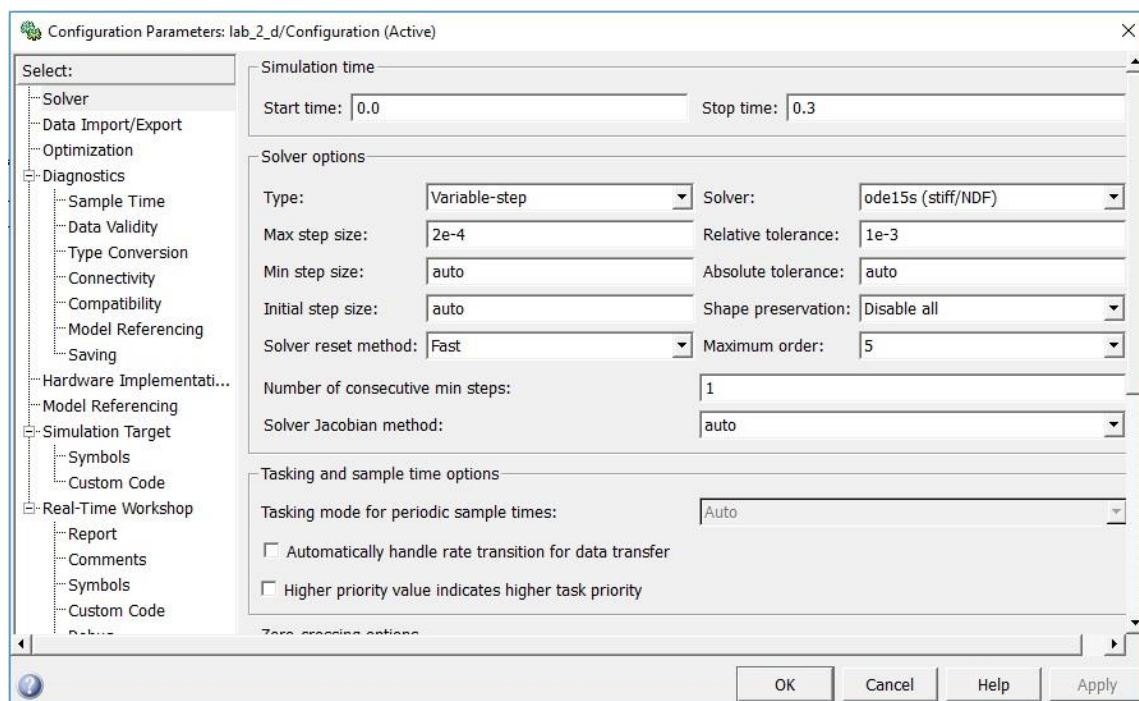 Configuration Parameters: lab_2_d/Configuration (Active)
Select:
Solver
Data Import/Export
Optimization
Diagnostics
Sample Time
Data Validity
Type Conversion
Connectivity
Compatibility
Model Referencing
Saving
Hardware Implementati...
Model Referencing
Simulation Target
Symbols
Custom Code
Real-Time Workshop
Report
Comments
Symbols
Custom Code
Debug
Simulation time
Start time: 0.0 Stop time: 0.3
Solver options
Type: Variable-step Solver: ode15s (stiff/NDF)
Max step size: 2e-4 Relative tolerance: 1e-3
Min step size: auto Absolute tolerance: auto
Initial step size: auto Shape preservation: Disable all
Solver reset method: Fast Maximum order: 5
Number of consecutive min steps: 1
Solver Jacobian method: auto
Tasking and sample time options
Tasking mode for periodic sample times: Auto
Automatically handle rate transition for data transfer
Higher priority value indicates higher task priority
Zero-crossing options
OK Cancel Help Apply